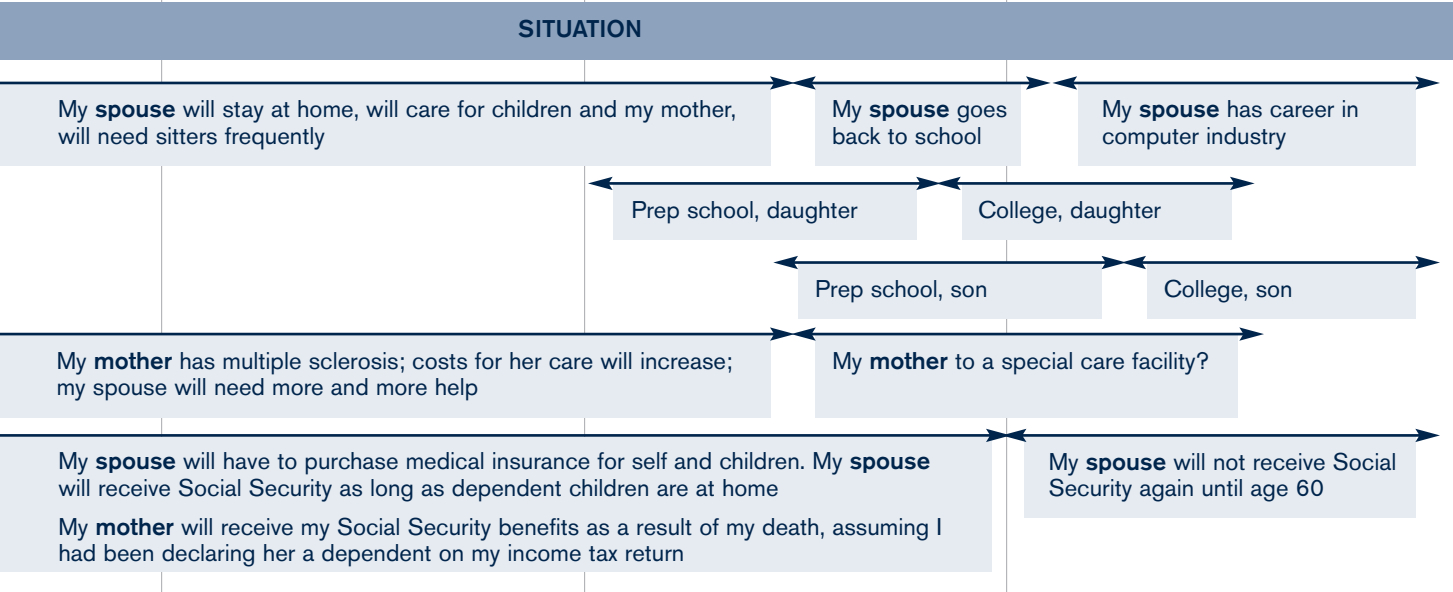 SITUATION
My spouse will stay at home, will care for children and my mother,
will need sitters frequently
My spouse goes
back to school
My spouse has career in
computer industry
Prep school, daughter
College, daughter
Prep school, son
College, son
My mother has multiple sclerosis; costs for her care will increase;
my spouse will need more and more help
My mother to a special care facility?
My spouse will have to purchase medical insurance for self and children. My spouse
will receive Social Security as long as dependent children are at home
My mother will receive my Social Security benefits as a result of my death, assuming I
had been declaring her a dependent on my income tax return
My spouse will not receive Social
Security again until age 60